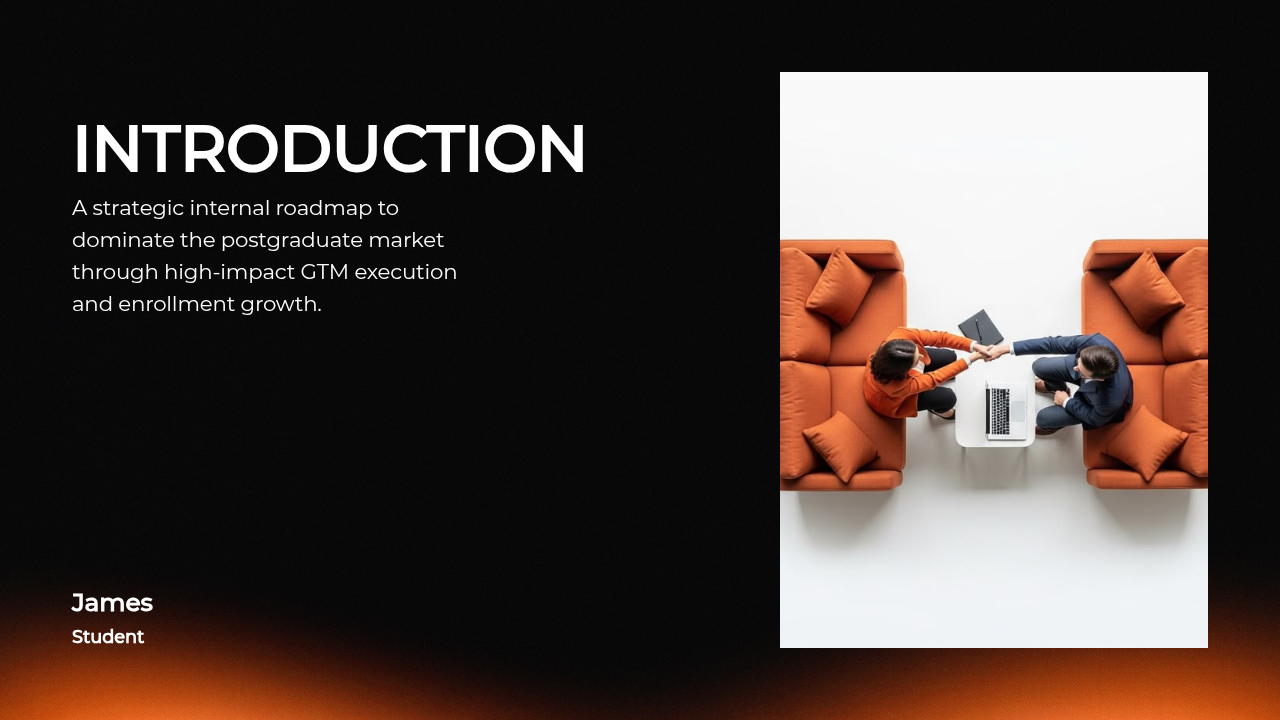 INTRODUCTION
A strategic internal roadmap to
dominate the postgraduate market
through high-impact GTM execution
and enrollment growth.
James
Student